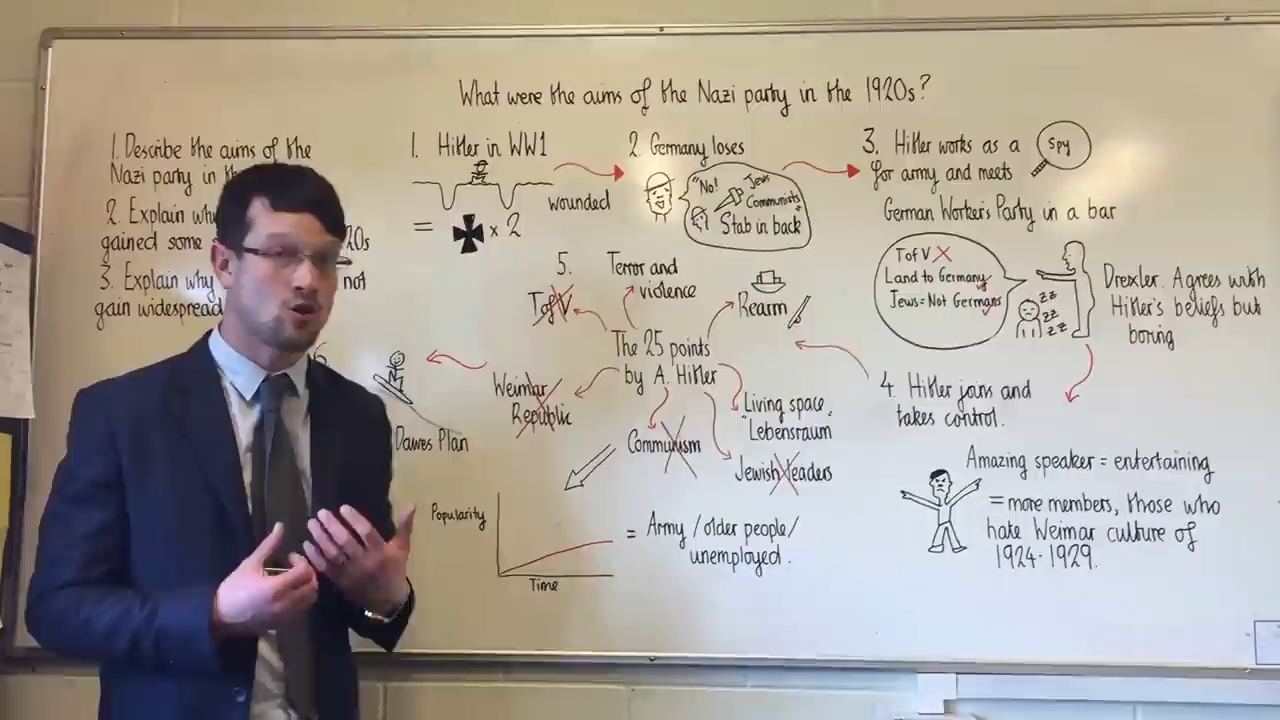 What were the aims of the Nazi party in the 1920s?
1. Describe the aims of the
Nazi party in th
2. Explain why
gained some 20s
3. Explain why not
gain widespread
1. Hitler in WW1
wounded
= x 2
2. Germany loses
"No!
Jews
Communists"
Stab in back
3. Hitler works as a
Spy
for army and meets
German Worker's Party in a bar
T of V X
Land to Germany
Jews = Not Germans
zz
zz
zz
Drexler. Agrees with
Hitler's beliefs but
boring
4. Hitler joins and
takes control.
Amazing speaker = entertaining
= more members, those who
hate Weimar culture of
1924-1929.
5.
Terror and
violence
T of V
Rearm
The 25 points
by A. Hitler
Weimar
Republic
Communism
Living space
"Lebensraum
Jewish leaders
6
Dawes Plan
Popularity
Time
= Army / older people/
unemployed.